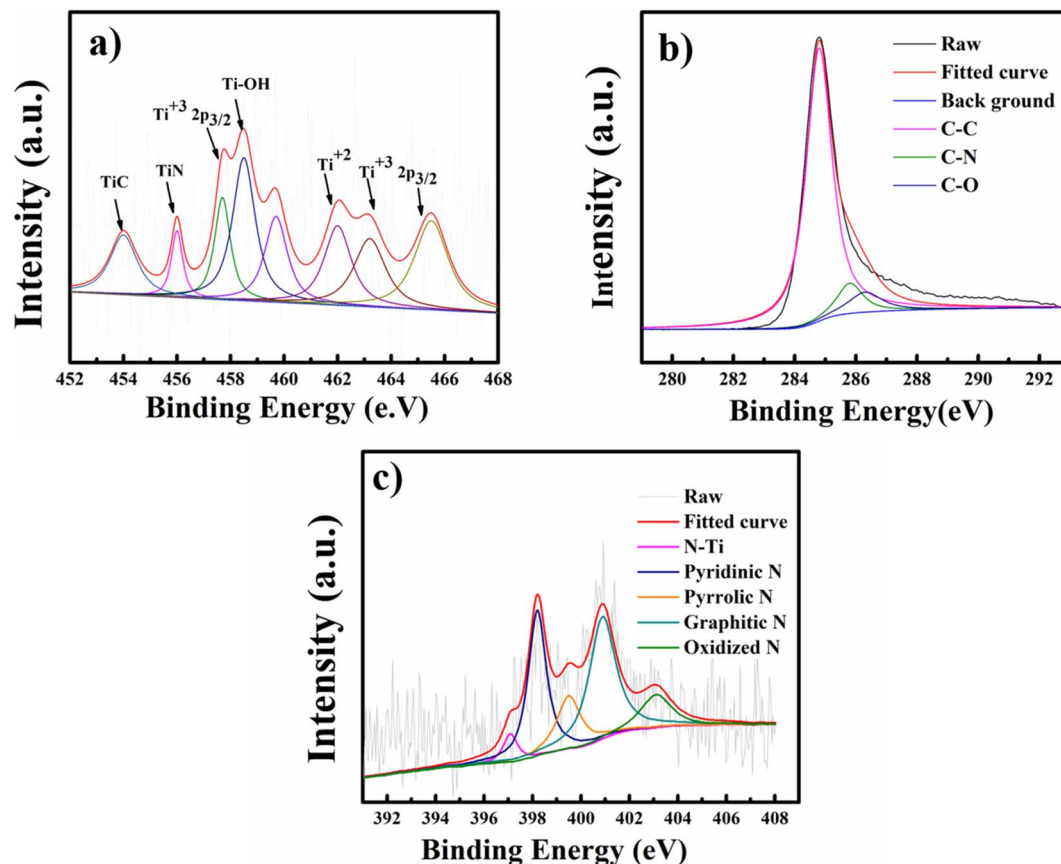 a)
Intensity (a.u.)
TiC
TiN
Ti+3 2p3/2
Ti-OH
Ti+2
Ti+3 2p3/2
452 454 456 458 460 462 464 466 468
Binding Energy (e.V)
b)
Intensity (a.u.)
Raw
Fitted curve
Back ground
C-C
C-N
C-O
280 282 284 286 288 290 292
Binding Energy(eV)
c)
Intensity (a.u.)
Raw
Fitted curve
N-Ti
Pyridinic N
Pyrrolic N
Graphitic N
Oxidized N
392 394 396 398 400 402 404 406 408
Binding Energy (eV)